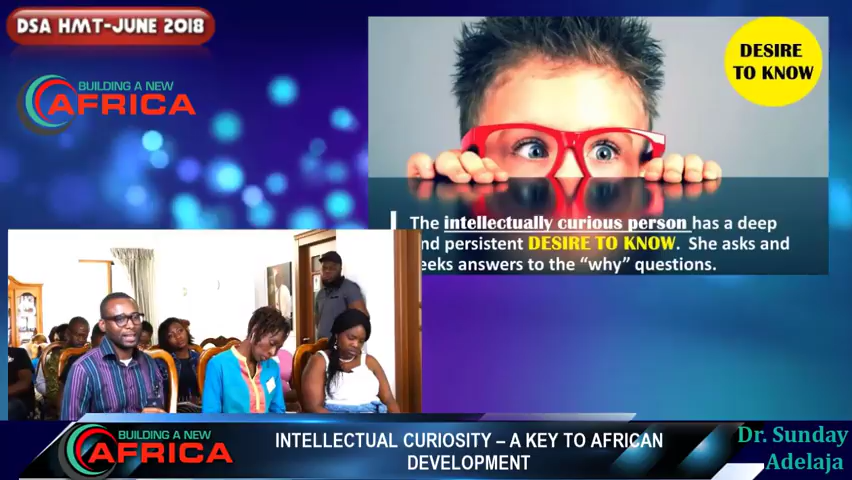 DSA HMT-JUNE 2018
BUILDING A NEW
AFRICA
DESIRE
TO KNOW
The intellectually curious person has a deep
nd persistent DESIRE TO KNOW. She asks and
eeks answers to the “why” questions.
BUILDING A NEW
AFRICA
INTELLECTUAL CURIOSITY – A KEY TO AFRICAN
DEVELOPMENT
Dr. Sunday
Adelaja